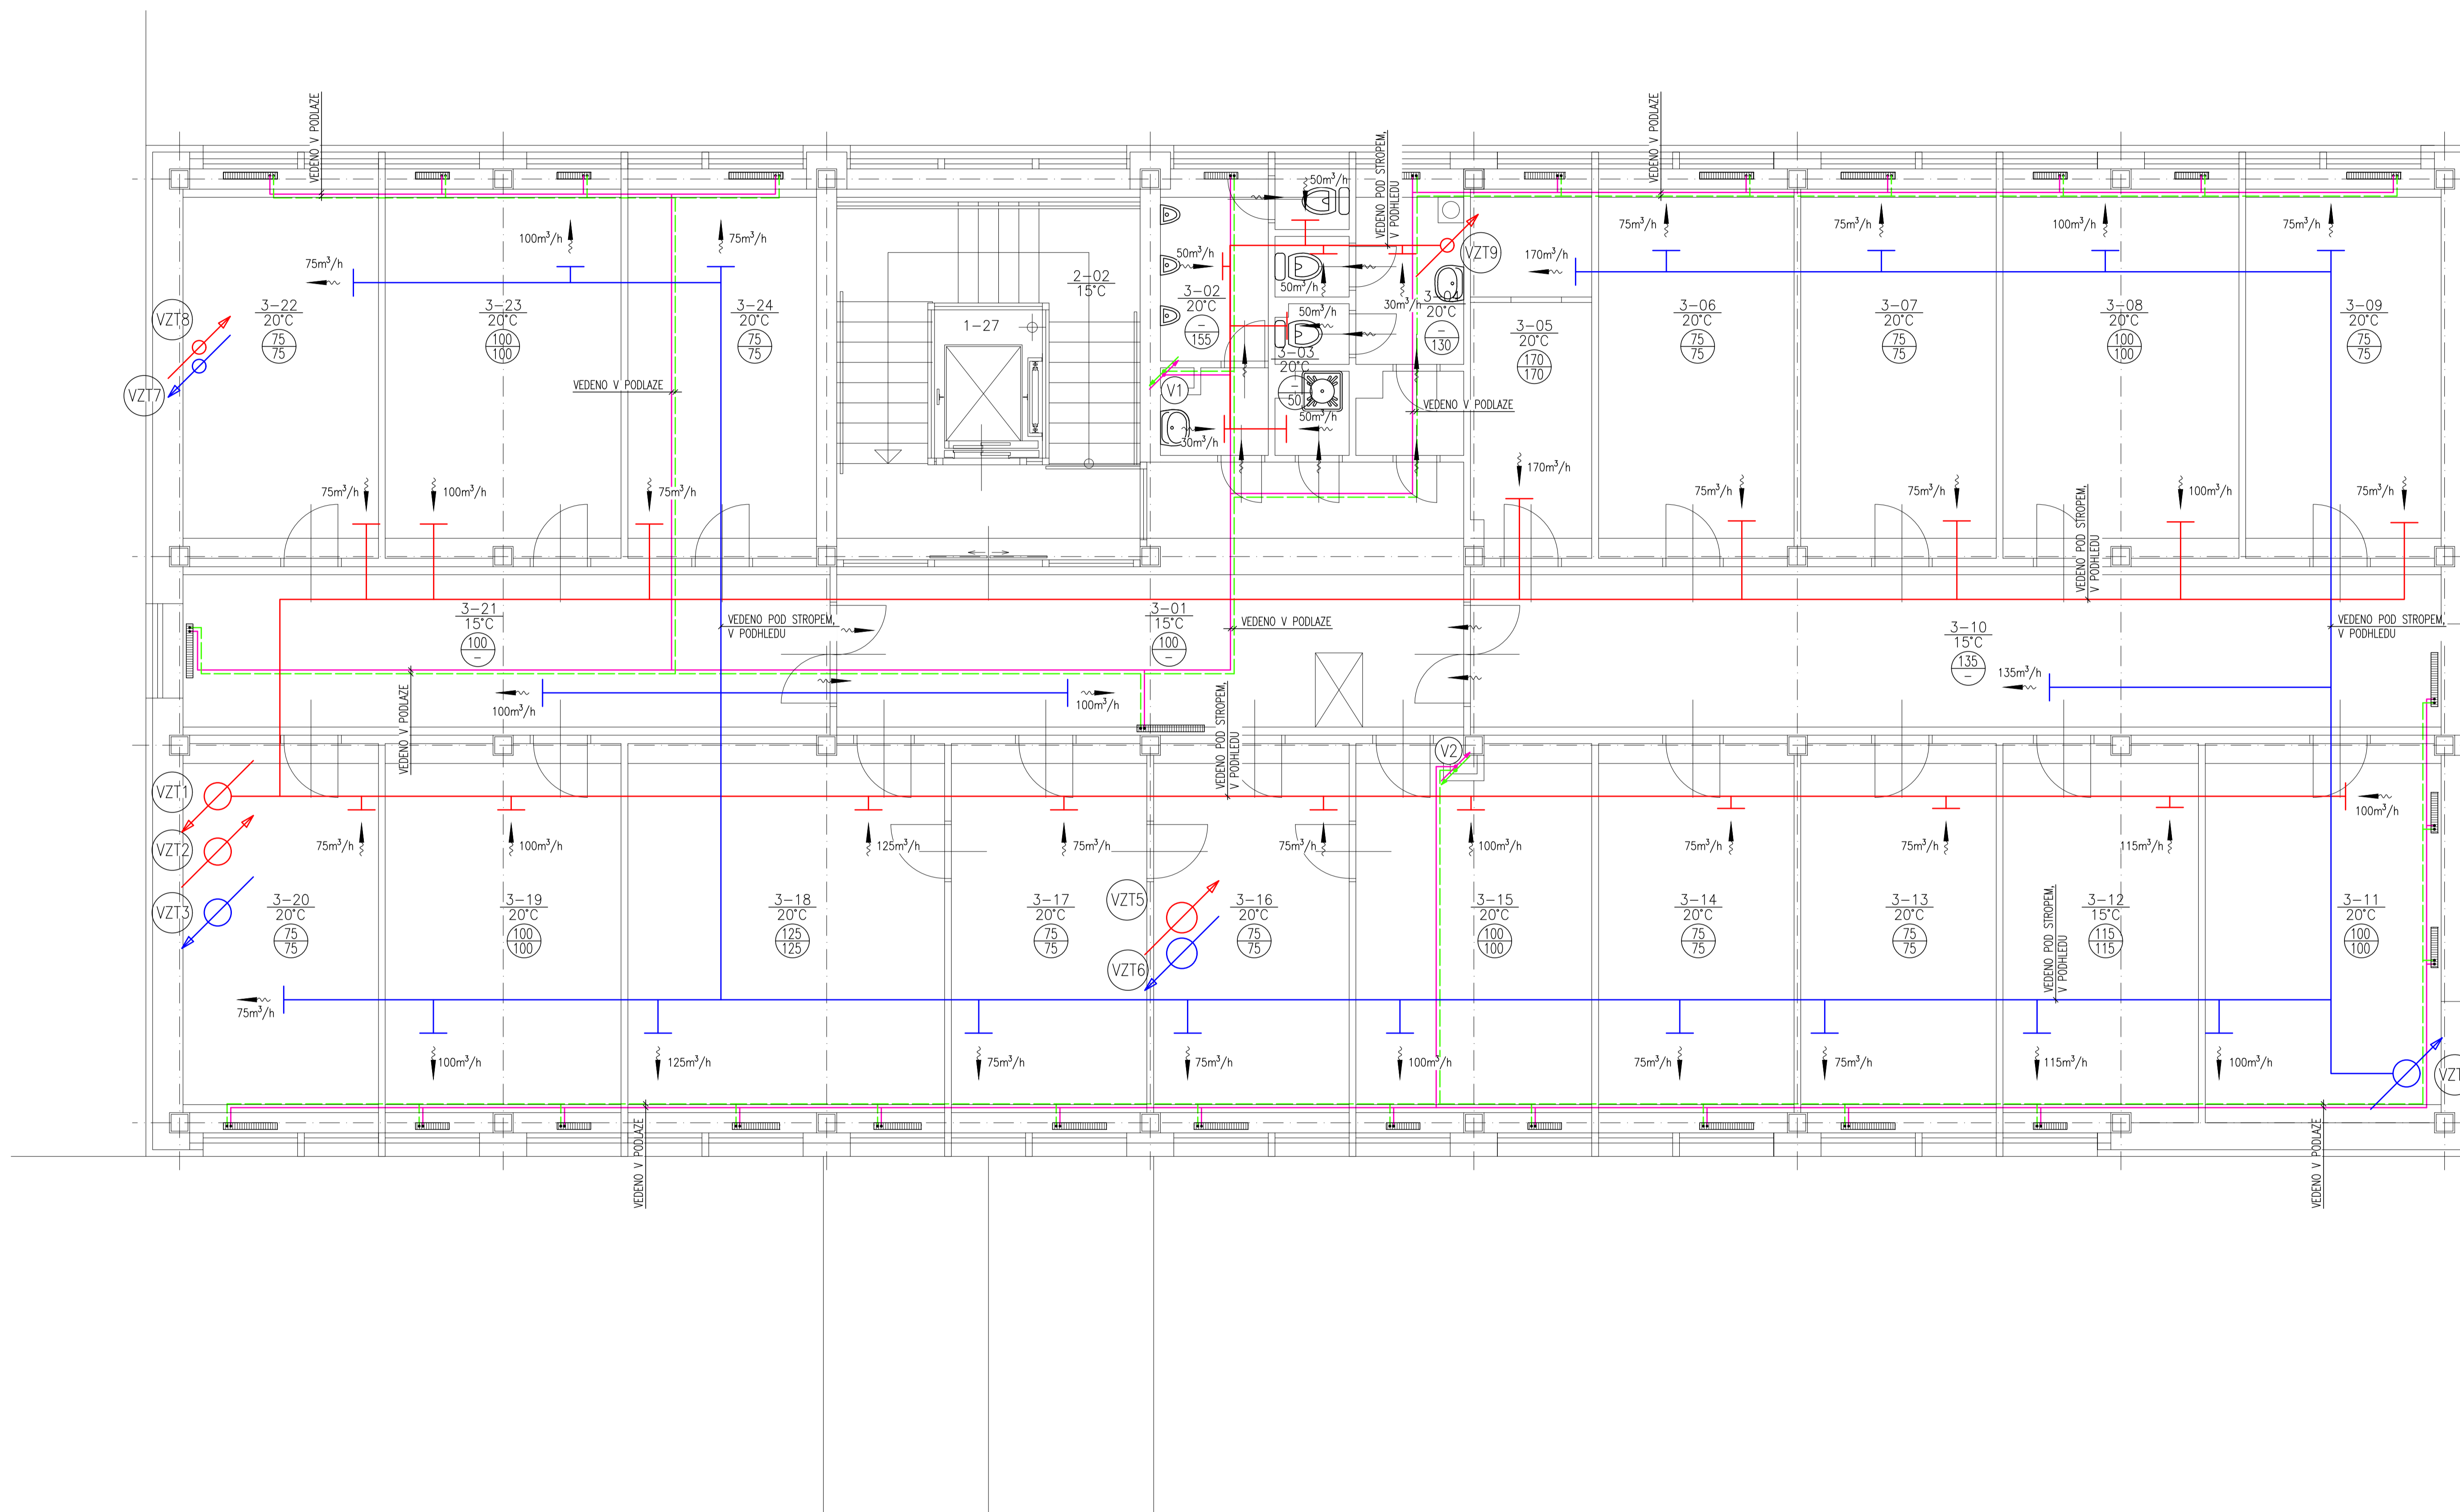 VEDENO V PODLAZE
VEDENO V PODLAZE
VEDENO POD STROPEM,
V PODHLEDU
50m³/h
75m³/h
100m³/h
75m³/h
50m³/h
VZT9
170m³/h
75m³/h
75m³/h
100m³/h
75m³/h
2-02
15°C
50m³/h
30m³/h
VZT8
3-22
20°C
75
75
3-23
20°C
100
100
3-24
20°C
75
75
1-27
3-02
20°C
–
155
50m³/h
3-04
20°C
–
130
3-05
20°C
170
170
3-06
20°C
75
75
3-07
20°C
75
75
3-08
20°C
100
100
3-09
20°C
75
75
3-03
20°C
–
50
VZT7
VEDENO V PODLAZE
V1
VEDENO V PODLAZE
50m³/h
30m³/h
75m³/h
100m³/h
75m³/h
170m³/h
75m³/h
75m³/h
100m³/h
75m³/h
VEDENO POD STROPEM,
V PODHLEDU
3-21
15°C
100
–
VEDENO POD STROPEM,
V PODHLEDU
3-01
15°C
100
–
VEDENO V PODLAZE
3-10
15°C
135
–
VEDENO POD STROPEM,
V PODHLEDU
135m³/h
100m³/h
100m³/h
VEDENO V PODLAZE
VEDENO POD STROPEM,
V PODHLEDU
V2
VZT1
VZT2
VZT3
75m³/h
100m³/h
125m³/h
75m³/h
75m³/h
100m³/h
75m³/h
75m³/h
115m³/h
100m³/h
3-20
20°C
75
75
3-19
20°C
100
100
3-18
20°C
125
125
3-17
20°C
75
75
VZT5
VZT6
3-16
20°C
75
75
3-15
20°C
100
100
3-14
20°C
75
75
3-13
20°C
75
75
3-12
15°C
115
115
3-11
20°C
100
100
VEDENO POD STROPEM,
V PODHLEDU
75m³/h
100m³/h
125m³/h
75m³/h
75m³/h
100m³/h
75m³/h
75m³/h
115m³/h
100m³/h
VZT
VEDENO V PODLAZE
VEDENO V PODLAZE